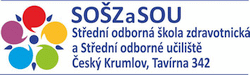 SOŠZaSOU
Střední odborná škola zdravotnická
a Střední odborné učiliště
Český Krumlov, Tavírna 342